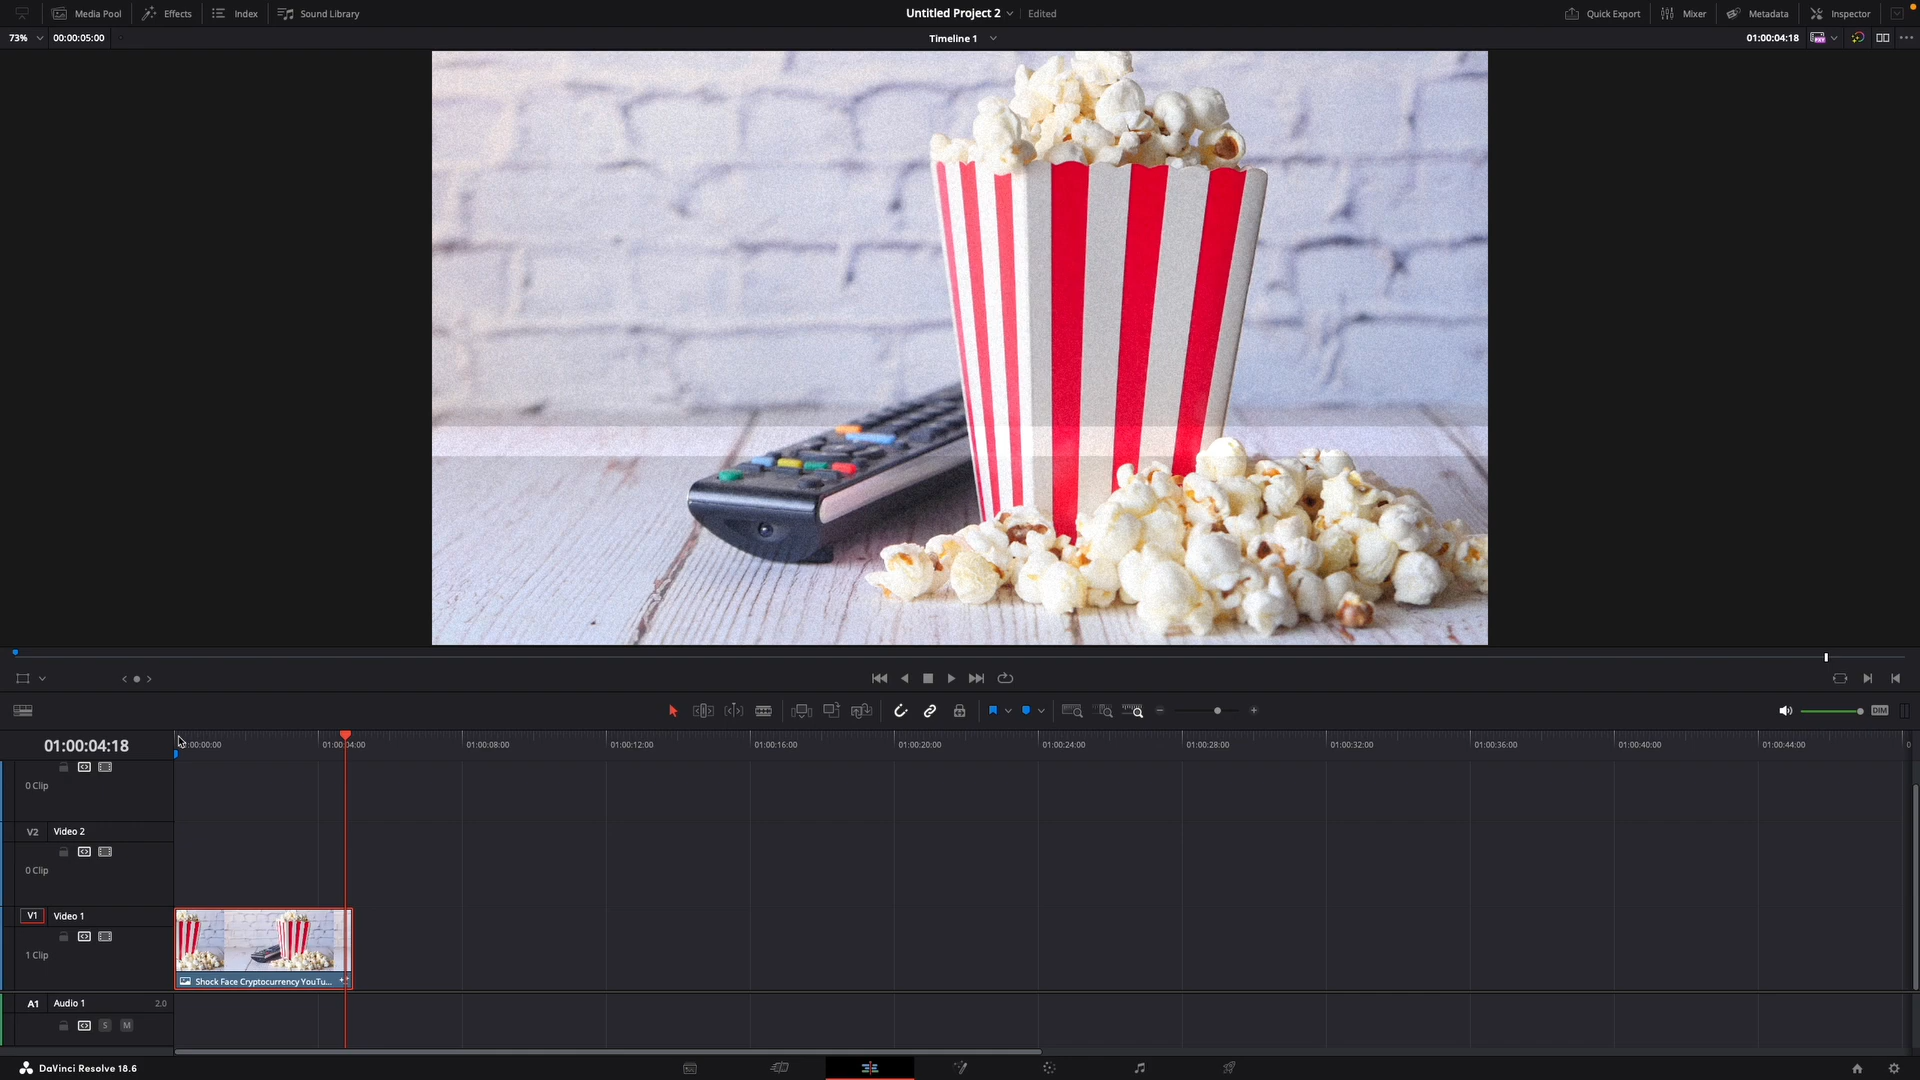 Media Pool Effects Index Sound Library Untitled Project 2 Edited Quick Export Mixer Metadata Inspector
73% 00:00:05:00 Timeline 1 01:00:04:18
DIM
01:00:04:18 01:00:04:00 01:00:08:00 01:00:12:00 01:00:16:00 01:00:20:00 01:00:24:00 01:00:28:00 01:00:32:00 01:00:36:00 01:00:40:00 01:00:44:00
0 Clip
V2 Video 2
0 Clip
V1 Video 1
1 Clip
Shock Face Cryptocurrency YouTu...
A1 Audio 1 2.0
S M
DaVinci Resolve 18.6